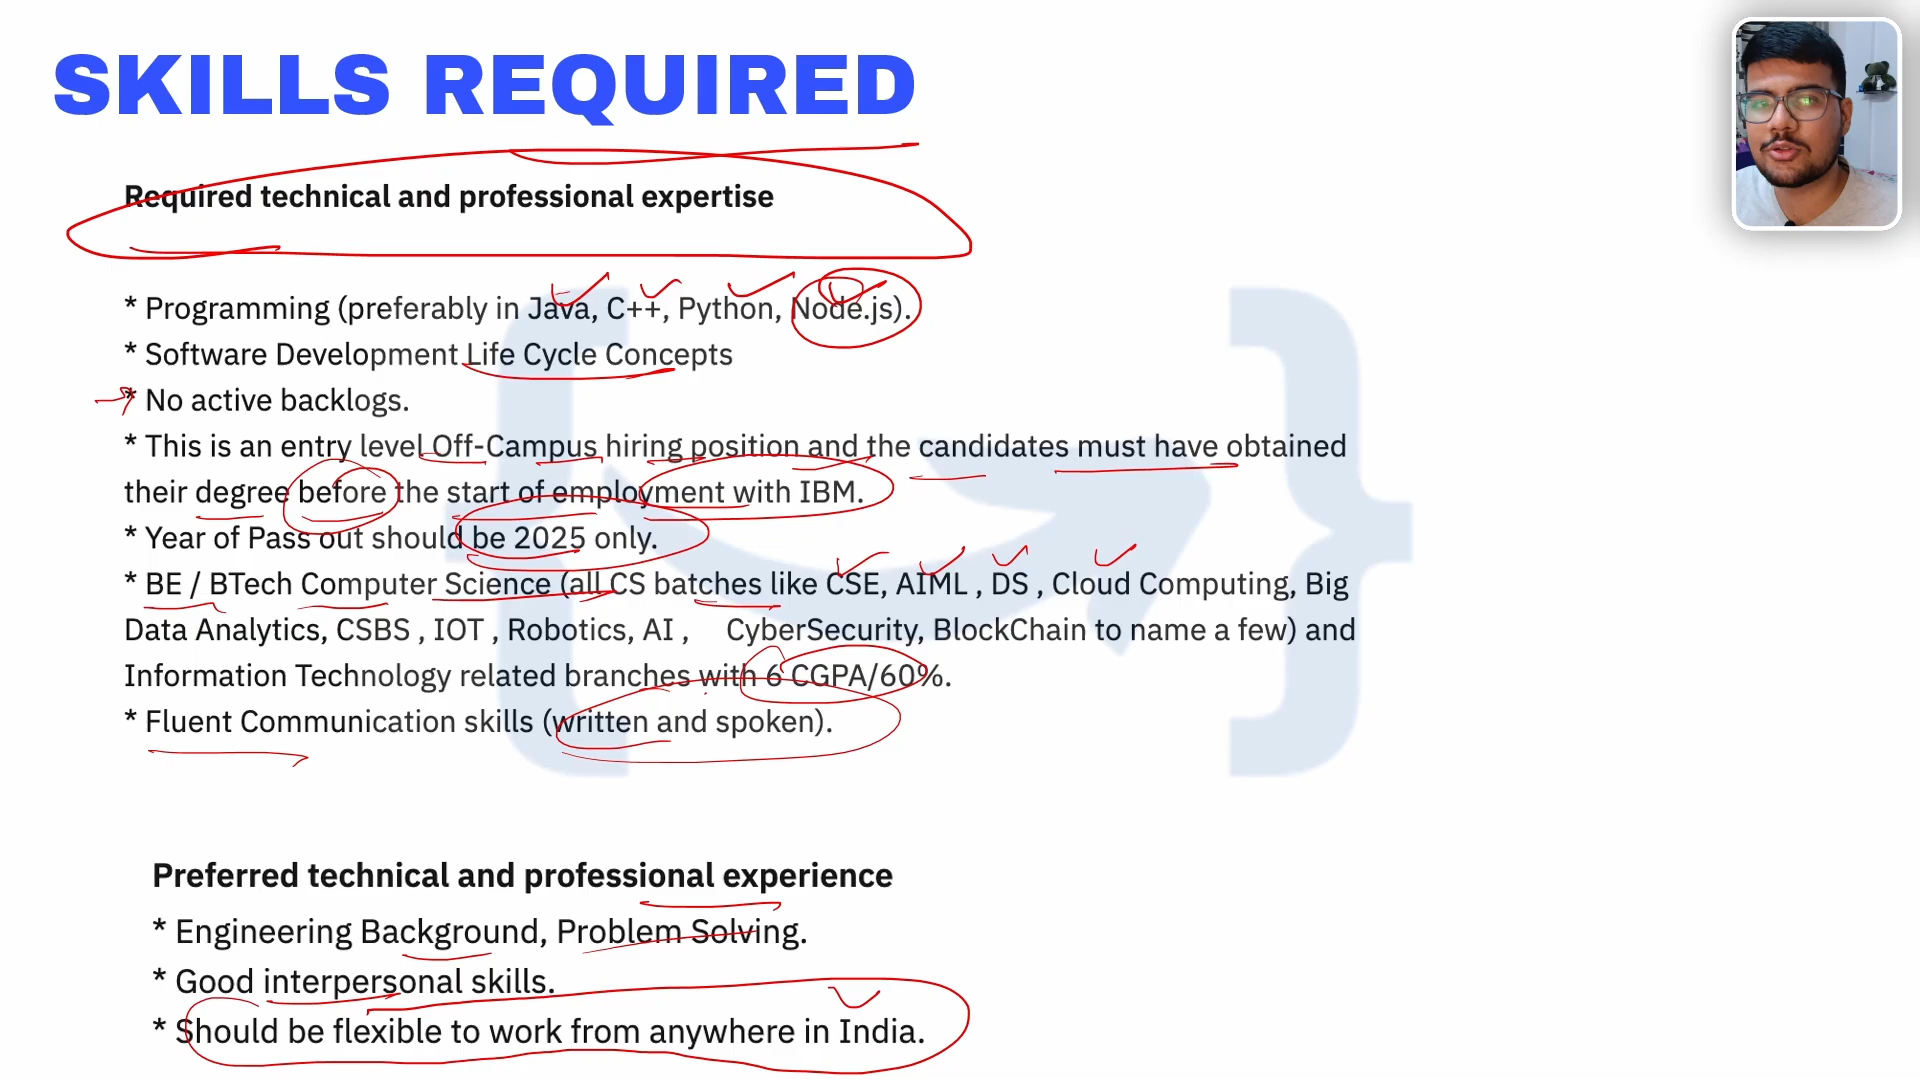 SKILLS REQUIRED
Required technical and professional expertise
* Programming (preferably in Java, C++, Python, Node.js).
* Software Development Life Cycle Concepts
* No active backlogs.
* This is an entry level Off-Campus hiring position and the candidates must have obtained
their degree before the start of employment with IBM.
* Year of Pass out should be 2025 only.
* BE / BTech Computer Science (all CS batches like CSE, AIML , DS , Cloud Computing, Big
Data Analytics, CSBS , IOT , Robotics, AI , CyberSecurity, BlockChain to name a few) and
Information Technology related branches with 6 CGPA/60%.
* Fluent Communication skills (written and spoken).
Preferred technical and professional experience
* Engineering Background, Problem Solving.
* Good interpersonal skills.
* Should be flexible to work from anywhere in India.